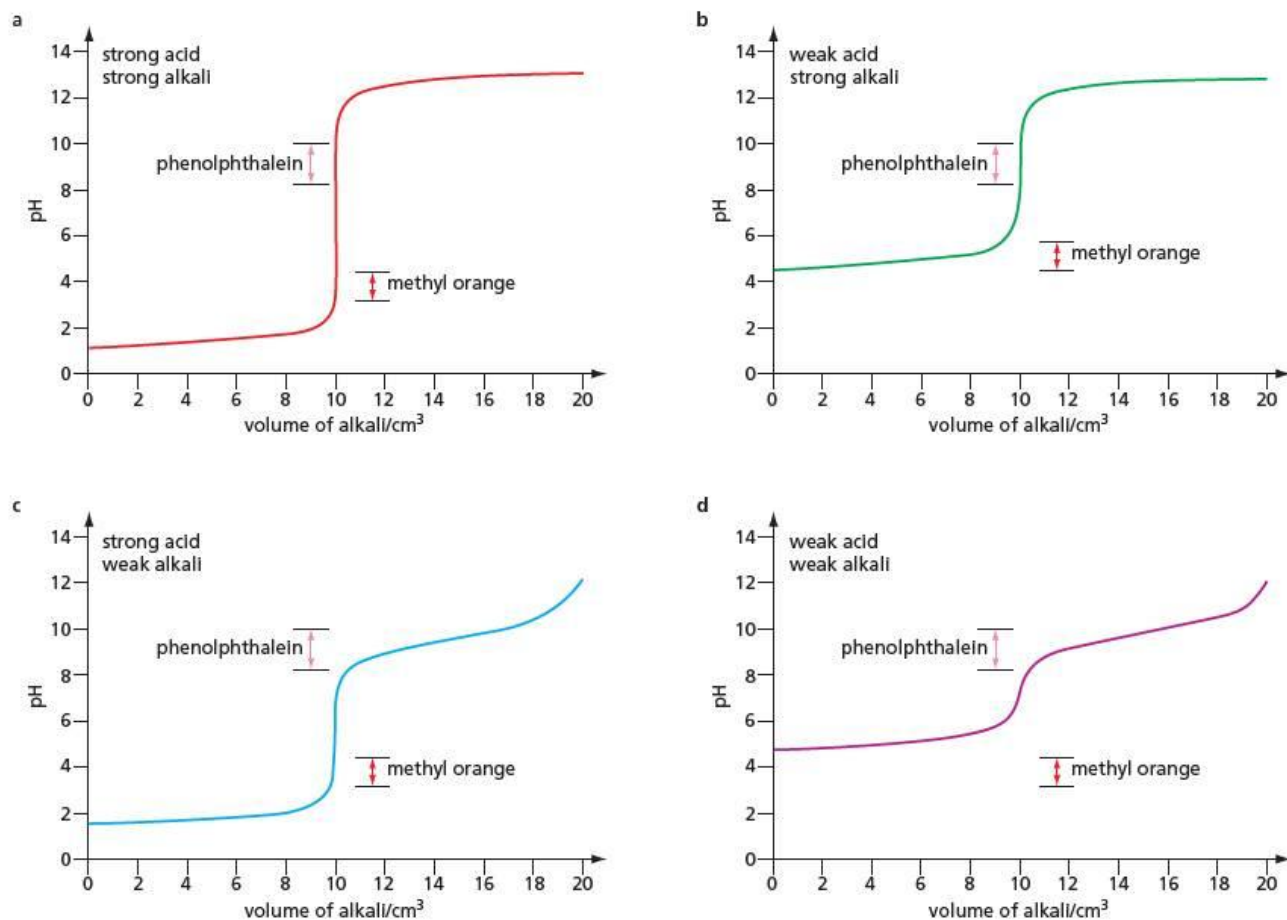 a
strong acid
strong alkali
14
12
10
8
6
4
2
0
pH
phenolphthalein
methyl orange
0 2 4 6 8 10 12 14 16 18 20
volume of alkali/cm³
b
weak acid
strong alkali
14
12
10
8
6
4
2
0
pH
phenolphthalein
methyl orange
0 2 4 6 8 10 12 14 16 18 20
volume of alkali/cm³
c
strong acid
weak alkali
14
12
10
8
6
4
2
0
pH
phenolphthalein
methyl orange
0 2 4 6 8 10 12 14 16 18 20
volume of alkali/cm³
d
weak acid
weak alkali
14
12
10
8
6
4
2
0
pH
phenolphthalein
methyl orange
0 2 4 6 8 10 12 14 16 18 20
volume of alkali/cm³